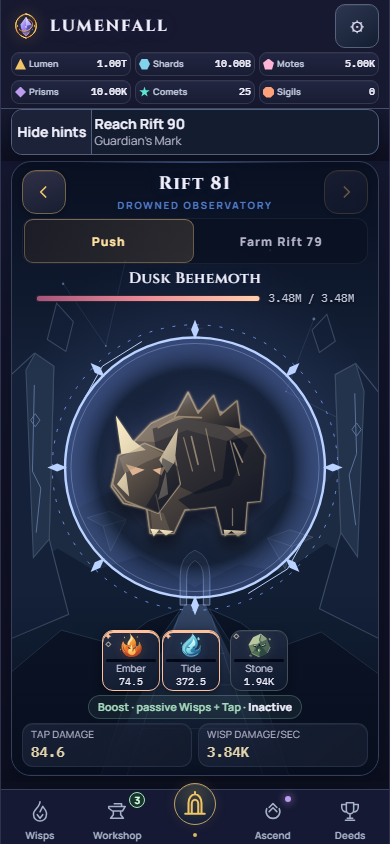 LUMENFALL
Lumen 1.00T
Shards 10.00B
Motes 5.00K
Prisms 10.00K
Comets 25
Sigils 0
Hide hints
Reach Rift 90
Guardian's Mark
RIFT 81
DROWNED OBSERVATORY
Push
Farm Rift 79
DUSK BEHEMOTH
3.48M / 3.48M
Ember
74.5
Tide
372.5
Stone
1.94K
Boost · passive Wisps + Tap · Inactive
TAP DAMAGE
84.6
WISP DAMAGE/SEC
3.84K
3
Wisps
Workshop
Ascend
Deeds